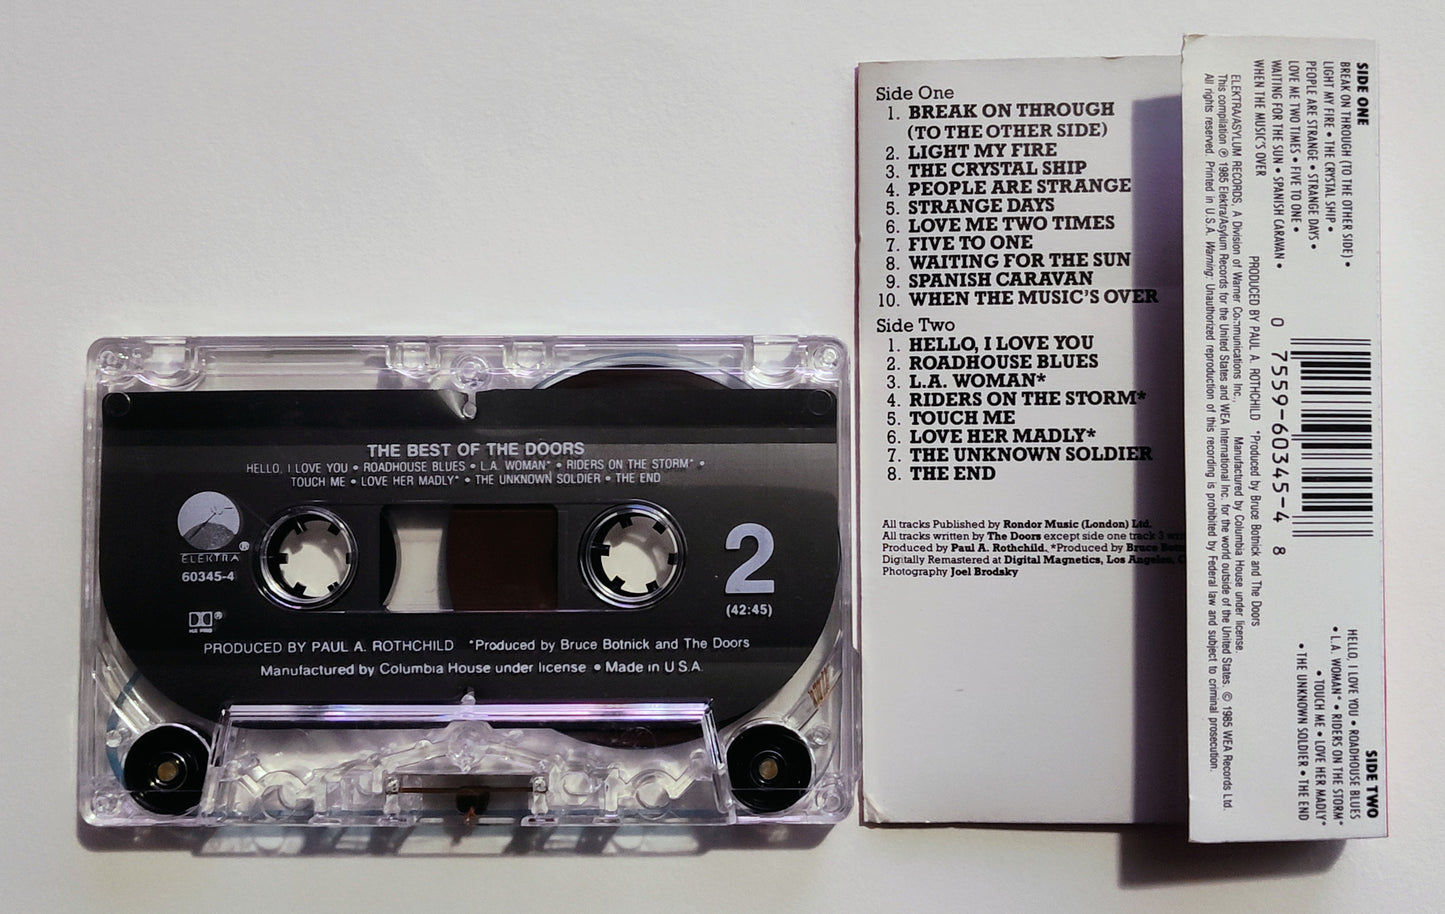 THE BEST OF THE DOORS
HELLO, I LOVE YOU • ROADHOUSE BLUES • L.A. WOMAN* • RIDERS ON THE STORM* •
TOUCH ME • LOVE HER MADLY* • THE UNKNOWN SOLDIER • THE END
ELEKTRA®
60345-4
2
(42:45)
HX PRO
PRODUCED BY PAUL A. ROTHCHILD *Produced by Bruce Botnick and The Doors
Manufactured by Columbia House under license • Made in U.S.A.
Side One
1. BREAK ON THROUGH
(TO THE OTHER SIDE)
2. LIGHT MY FIRE
3. THE CRYSTAL SHIP
4. PEOPLE ARE STRANGE
5. STRANGE DAYS
6. LOVE ME TWO TIMES
7. FIVE TO ONE
8. WAITING FOR THE SUN
9. SPANISH CARAVAN
10. WHEN THE MUSIC'S OVER
Side Two
1. HELLO, I LOVE YOU
2. ROADHOUSE BLUES
3. L.A. WOMAN*
4. RIDERS ON THE STORM*
5. TOUCH ME
6. LOVE HER MADLY*
7. THE UNKNOWN SOLDIER
8. THE END
All tracks Published by Rondor Music (London) Ltd.
All tracks written by The Doors except side one track 3
Produced by Paul A. Rothchild. *Produced by Bruce
Digitally Remastered at Digital Magnetics, Los Angeles,
Photography Joel Brodsky
SIDE ONE
BREAK ON THROUGH (TO THE OTHER SIDE) •
LIGHT MY FIRE • THE CRYSTAL SHIP •
PEOPLE ARE STRANGE • STRANGE DAYS •
LOVE ME TWO TIMES • FIVE TO ONE •
WAITING FOR THE SUN • SPANISH CARAVAN •
WHEN THE MUSIC'S OVER
0 7559-60345-4 8
SIDE TWO
HELLO, I LOVE YOU • ROADHOUSE BLUES
• L.A. WOMAN* • RIDERS ON THE STORM*
• TOUCH ME • LOVE HER MADLY*
• THE UNKNOWN SOLDIER • THE END
PRODUCED BY PAUL A. ROTHCHILD *Produced by Bruce Botnick and The Doors
ELEKTRA/ASYLUM RECORDS, A Division of Warner Communications Inc., Manufactured by Columbia House under license.
This compilation ℗ 1985 Elektra/Asylum Records for the United States and WEA International Inc. for the world outside of the United States. © 1985 WEA Records Ltd.
All rights reserved. Printed in U.S.A. Warning: Unauthorized reproduction of this recording is prohibited by Federal law and subject to criminal prosecution.